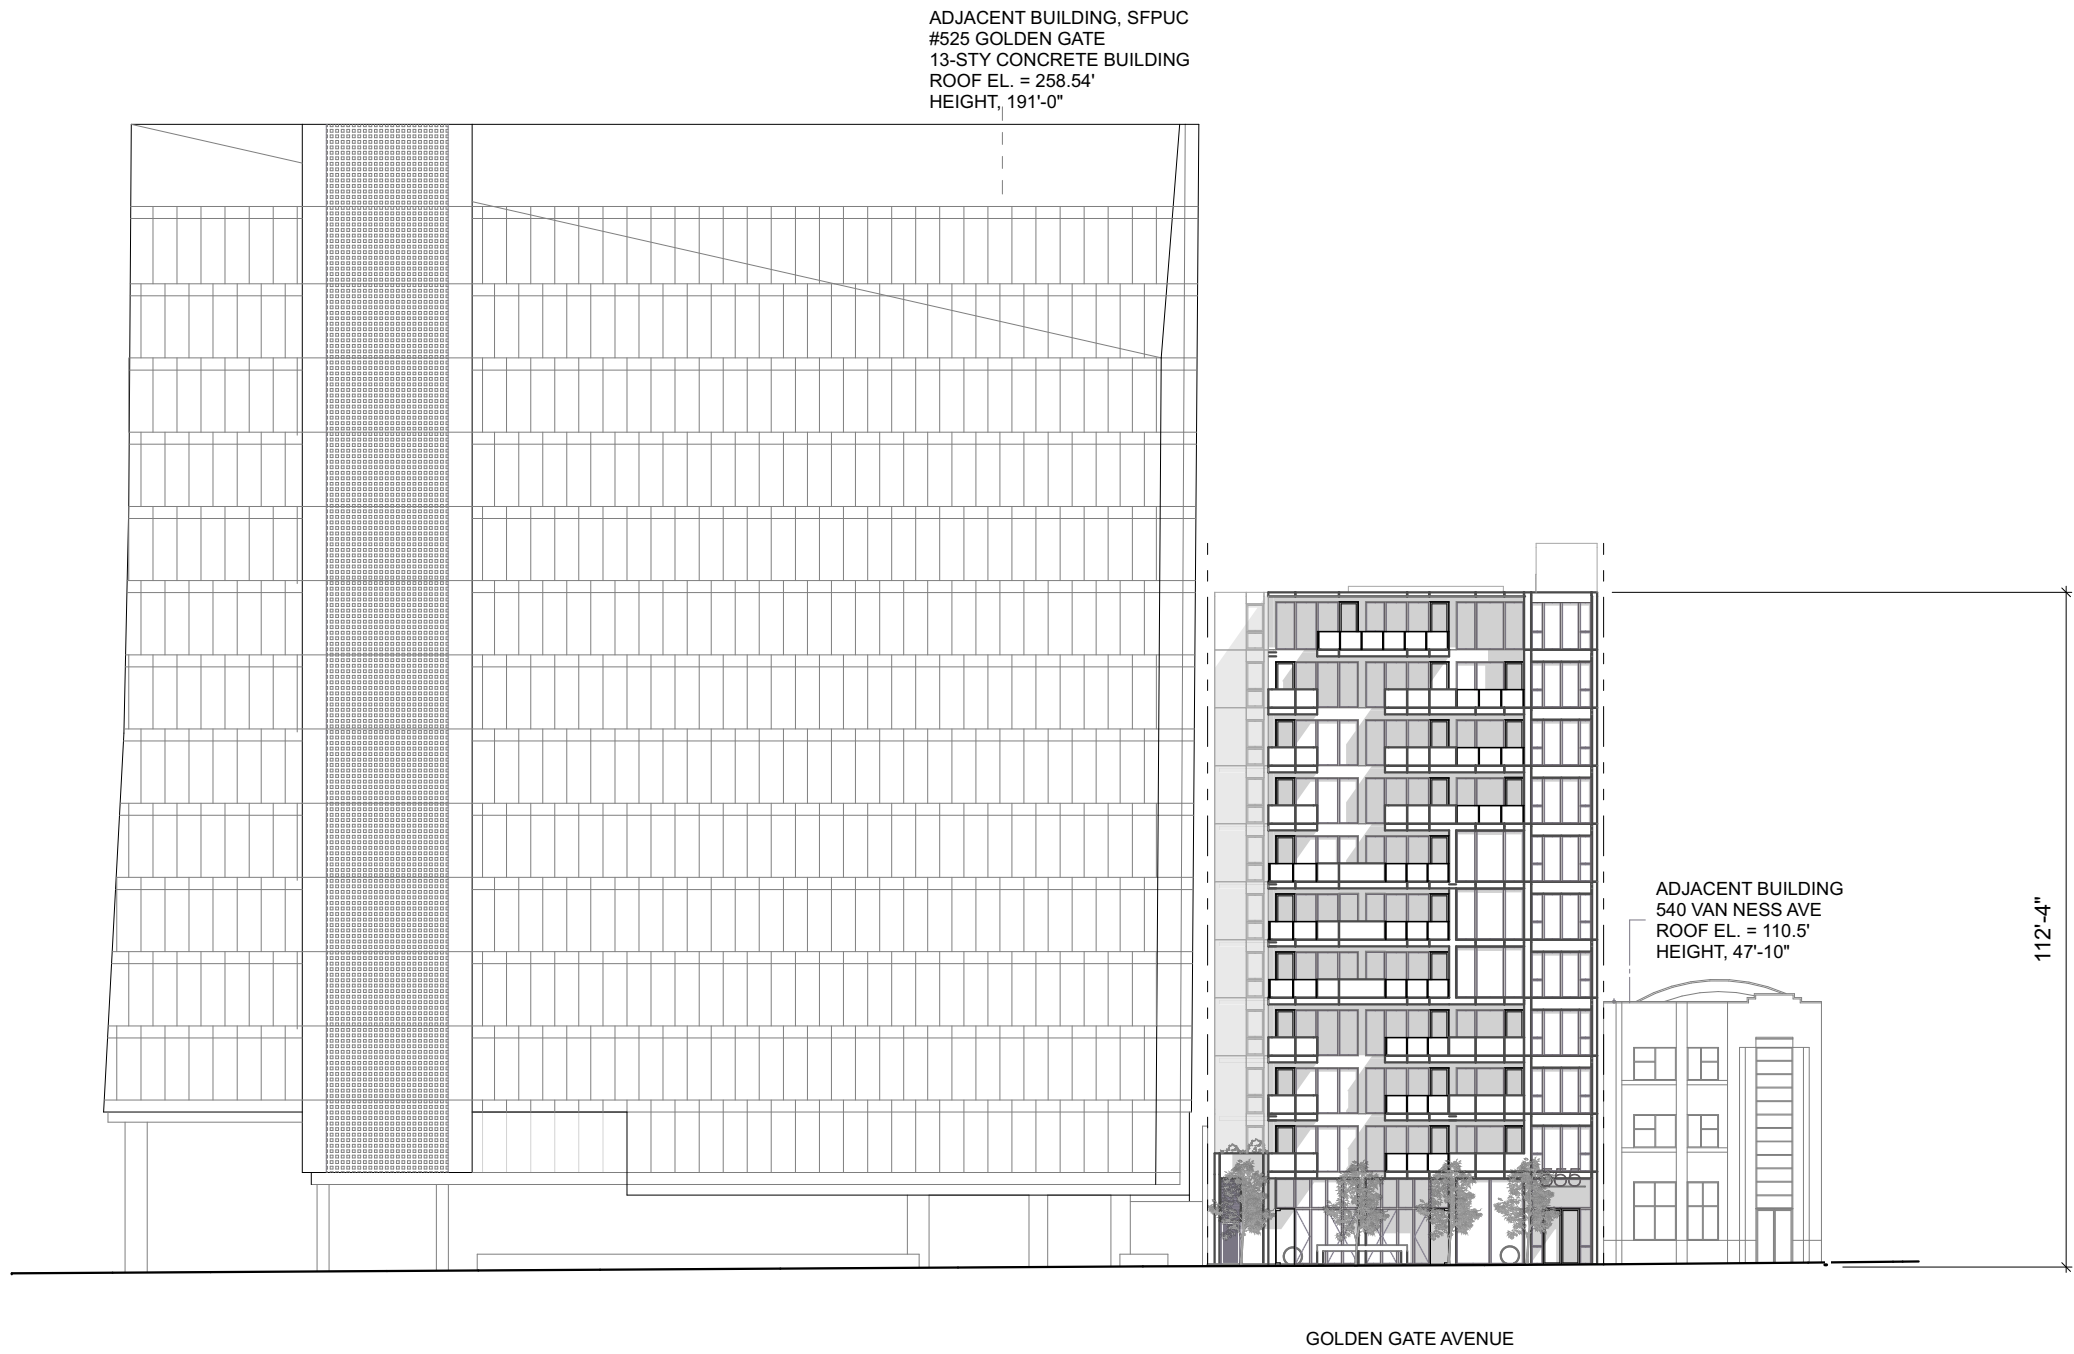 ADJACENT BUILDING, SFPUC
#525 GOLDEN GATE
13-STY CONCRETE BUILDING
ROOF EL. = 258.54'
HEIGHT, 191'-0"
ADJACENT BUILDING
540 VAN NESS AVE
ROOF EL. = 110.5'
HEIGHT, 47'-10"
112'-4"
555
GOLDEN GATE AVENUE